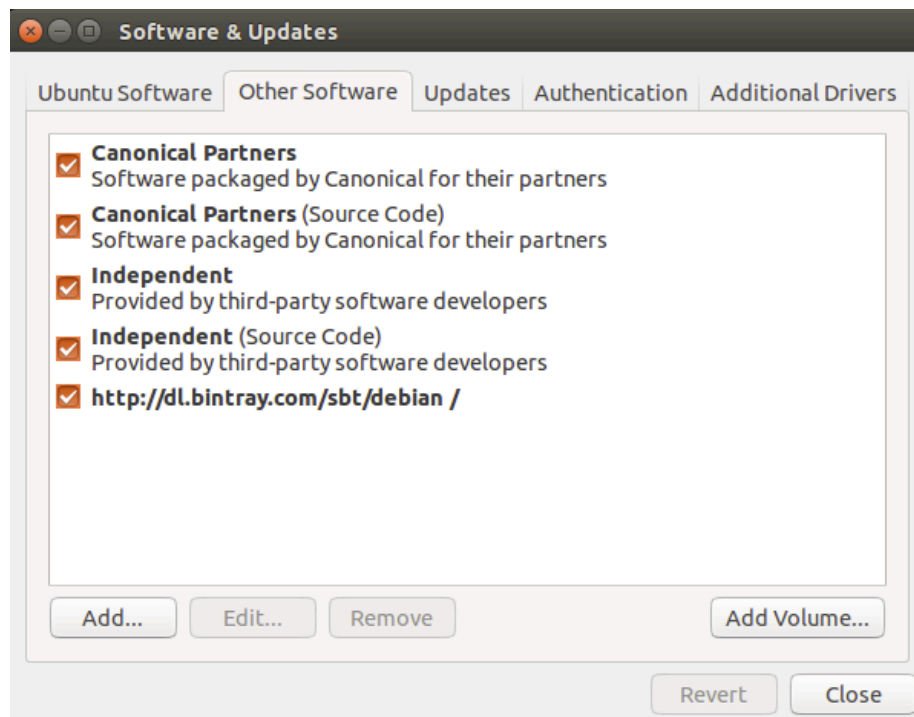 Software & Updates
Ubuntu Software Other Software Updates Authentication Additional Drivers
Canonical Partners
Software packaged by Canonical for their partners
Canonical Partners (Source Code)
Software packaged by Canonical for their partners
Independent
Provided by third-party software developers
Independent (Source Code)
Provided by third-party software developers
http://dl.bintray.com/sbt/debian /
Add... Edit... Remove Add Volume...
Revert Close